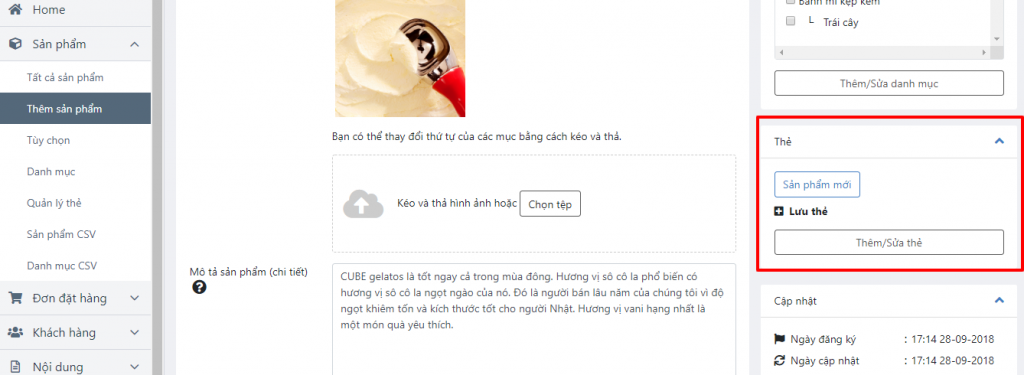 Home
Sản phẩm
Tất cả sản phẩm
Thêm sản phẩm
Tùy chọn
Danh mục
Quản lý thẻ
Sản phẩm CSV
Danh mục CSV
Đơn đặt hàng
Khách hàng
Nội dung
Bạn có thể thay đổi thứ tự của các mục bằng cách kéo và thả.
Kéo và thả hình ảnh hoặc Chọn tệp
Mô tả sản phẩm (chi tiết)
CUBE gelatos là tốt ngay cả trong mùa đông. Hương vị sô cô la phổ biến có
hương vị sô cô la ngọt ngào của nó. Đó là người bán lâu năm của chúng tôi vì độ
ngọt khiêm tốn và kích thước tốt cho người Nhật. Hương vị vani hạng nhất là
một món quà yêu thích.
Bánh mì kẹp kem
└ Trái cây
Thêm/Sửa danh mục
Thẻ
Sản phẩm mới
Lưu thẻ
Thêm/Sửa thẻ
Cập nhật
Ngày đăng ký : 17:14 28-09-2018
Ngày cập nhật : 17:14 28-09-2018